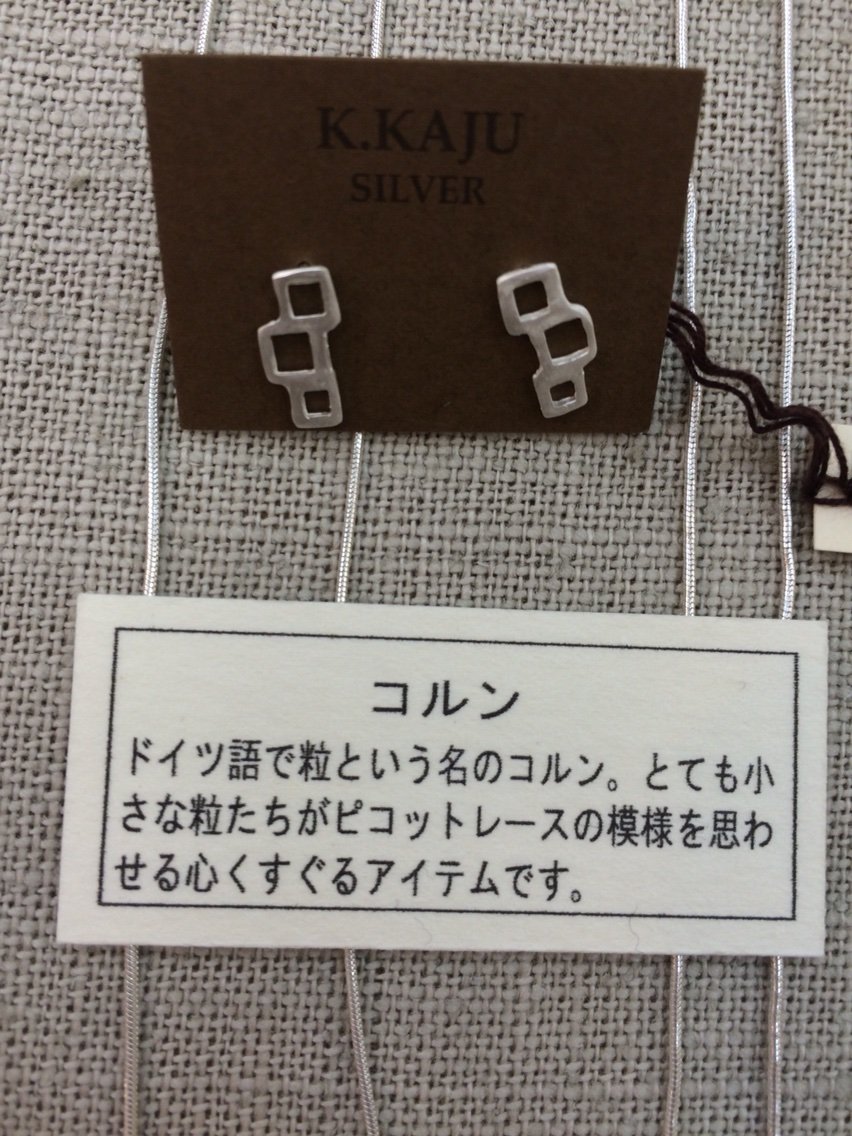 K.KAJU
SILVER
コルン
ドイツ語で粒という名のコルン。とても小
さな粒たちがピコットレースの模様を思わ
せる心くすぐるアイテムです。